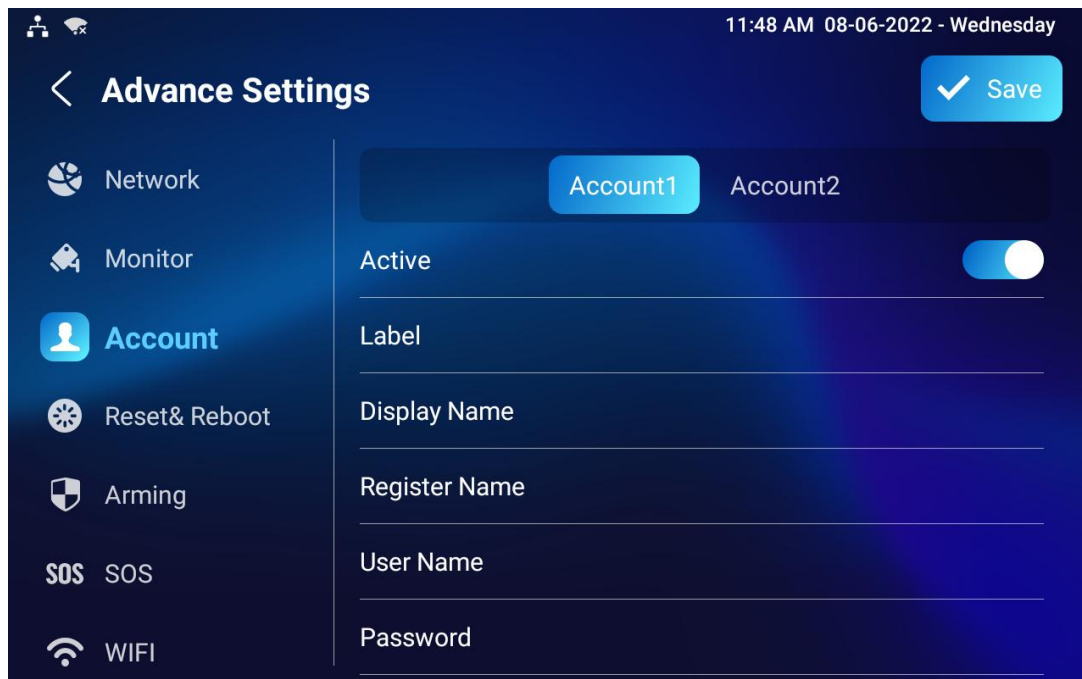 11:48 AM 08-06-2022 - Wednesday
Advance Settings
Save
Network
Monitor
Account
Reset& Reboot
Arming
SOS SOS
WIFI
Account1 Account2
Active
Label
Display Name
Register Name
User Name
Password